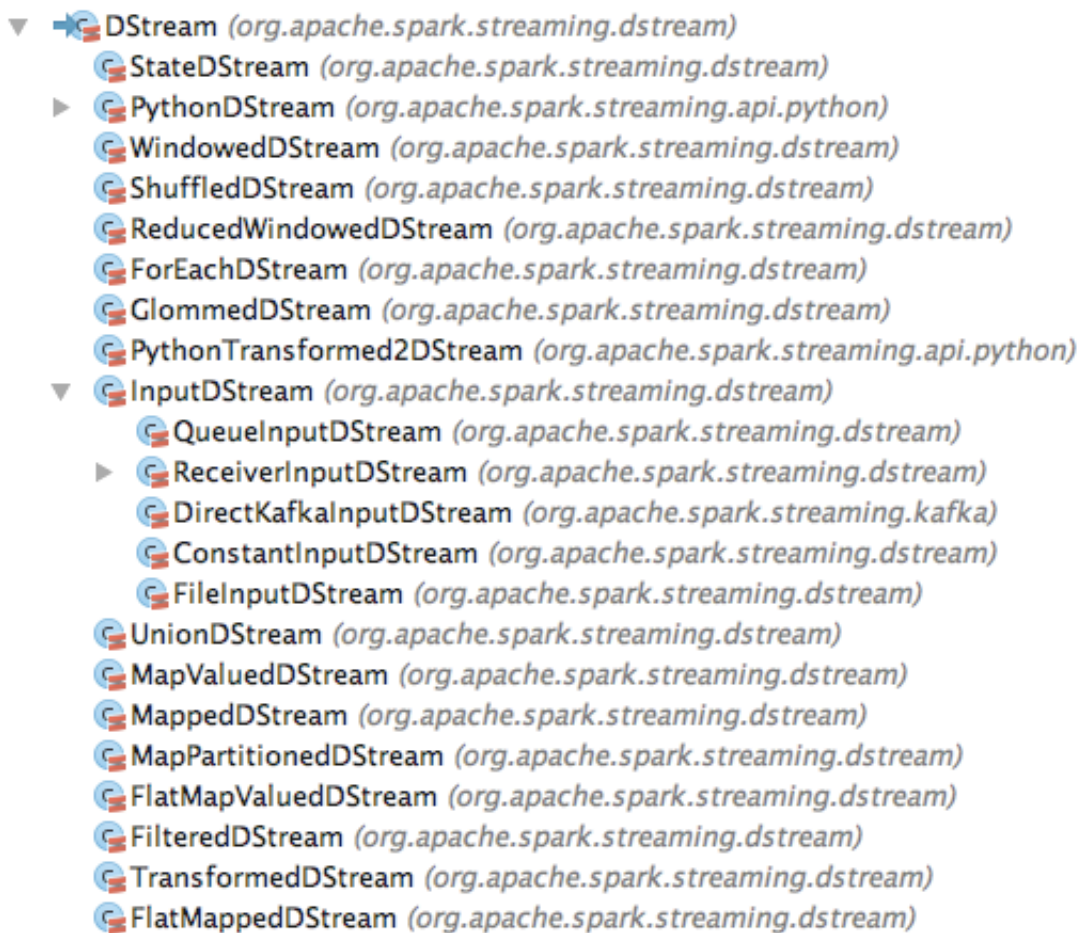 DStream (org.apache.spark.streaming.dstream)
StateDStream (org.apache.spark.streaming.dstream)
PythonDStream (org.apache.spark.streaming.api.python)
WindowedDStream (org.apache.spark.streaming.dstream)
ShuffledDStream (org.apache.spark.streaming.dstream)
ReducedWindowedDStream (org.apache.spark.streaming.dstream)
ForEachDStream (org.apache.spark.streaming.dstream)
GlommedDStream (org.apache.spark.streaming.dstream)
PythonTransformed2DStream (org.apache.spark.streaming.api.python)
InputDStream (org.apache.spark.streaming.dstream)
QueueInputDStream (org.apache.spark.streaming.dstream)
ReceiverInputDStream (org.apache.spark.streaming.dstream)
DirectKafkaInputDStream (org.apache.spark.streaming.kafka)
ConstantInputDStream (org.apache.spark.streaming.dstream)
FileInputDStream (org.apache.spark.streaming.dstream)
UnionDStream (org.apache.spark.streaming.dstream)
MapValuedDStream (org.apache.spark.streaming.dstream)
MappedDStream (org.apache.spark.streaming.dstream)
MapPartitionedDStream (org.apache.spark.streaming.dstream)
FlatMapValuedDStream (org.apache.spark.streaming.dstream)
FilteredDStream (org.apache.spark.streaming.dstream)
TransformedDStream (org.apache.spark.streaming.dstream)
FlatMappedDStream (org.apache.spark.streaming.dstream)